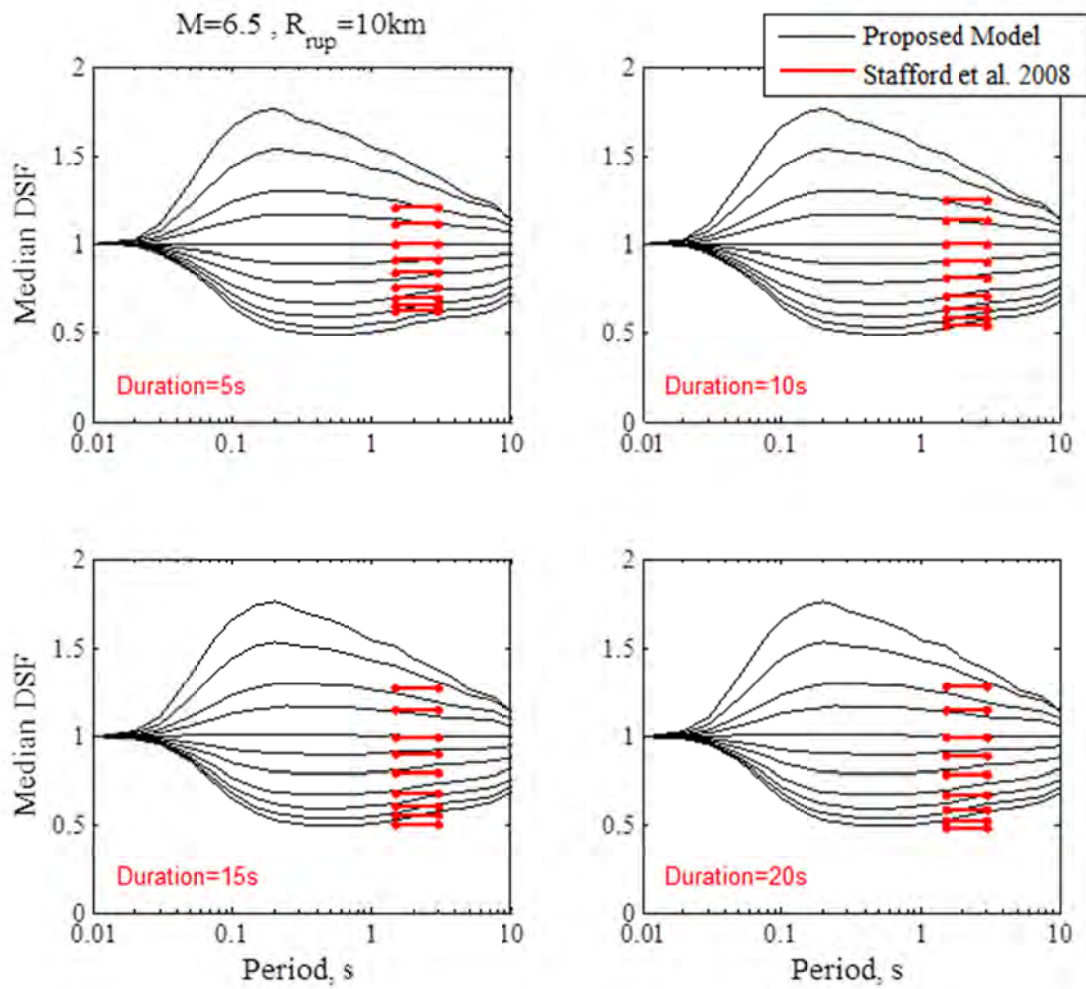 M=6.5 , R_rup=10km
Proposed Model
Stafford et al. 2008
Median DSF
2
1.5
1
0.5
0
Duration=5s
0.01 0.1 1 10
2
1.5
1
0.5
0
Duration=10s
0.01 0.1 1 10
Median DSF
2
1.5
1
0.5
0
Duration=15s
0.01 0.1 1 10
Period, s
2
1.5
1
0.5
0
Duration=20s
0.01 0.1 1 10
Period, s